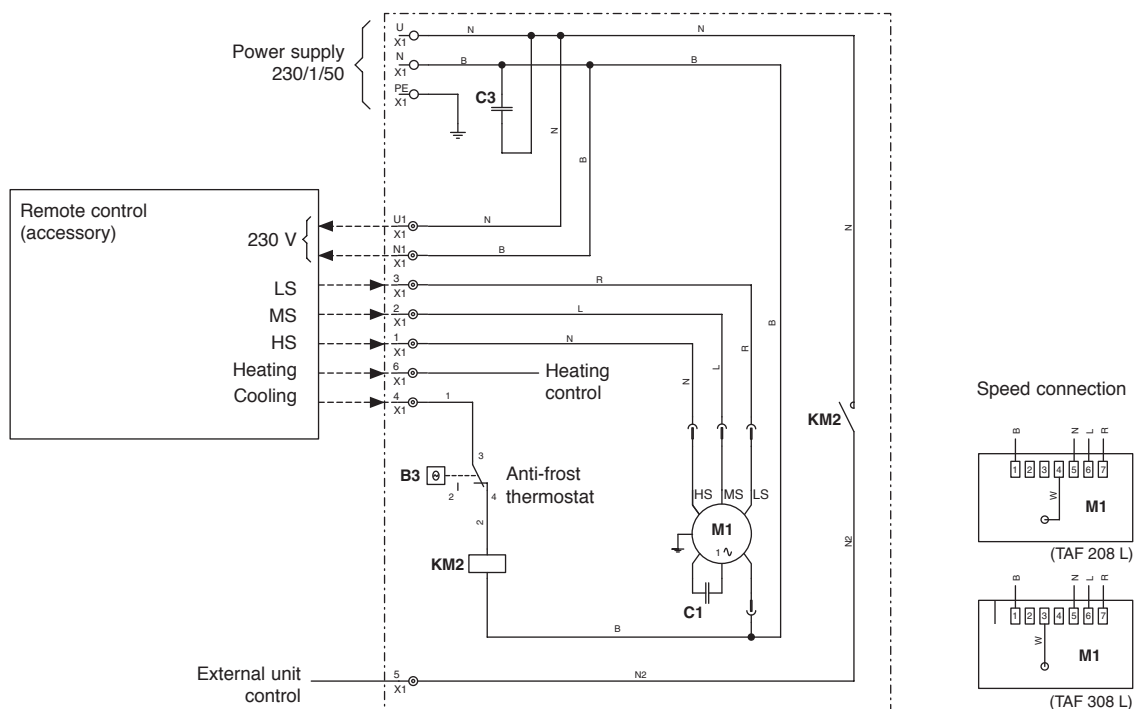 U
X1
N
N
Power supply
230/1/50
N
X1
B
B
PE
X1
C3
N
B
Remote control
(accessory)
230 V
U1
X1
N
N1
X1
B
N
LS
3
X1
R
MS
2
X1
L
HS
1
X1
N
Heating
6
X1
Heating
control
Cooling
4
X1
1
N
L
R
B
KM2
Speed connection
3
B3
θ
2
4
Anti-frost
thermostat
2
KM2
HS
MS
LS
M1
1
C1
N2
B
External unit
control
5
X1
N2
B
N
L
R
1 2 3 4 5 6 7
W
M1
(TAF 208 L)
B
N
L
R
1 2 3 4 5 6 7
W
M1
(TAF 308 L)